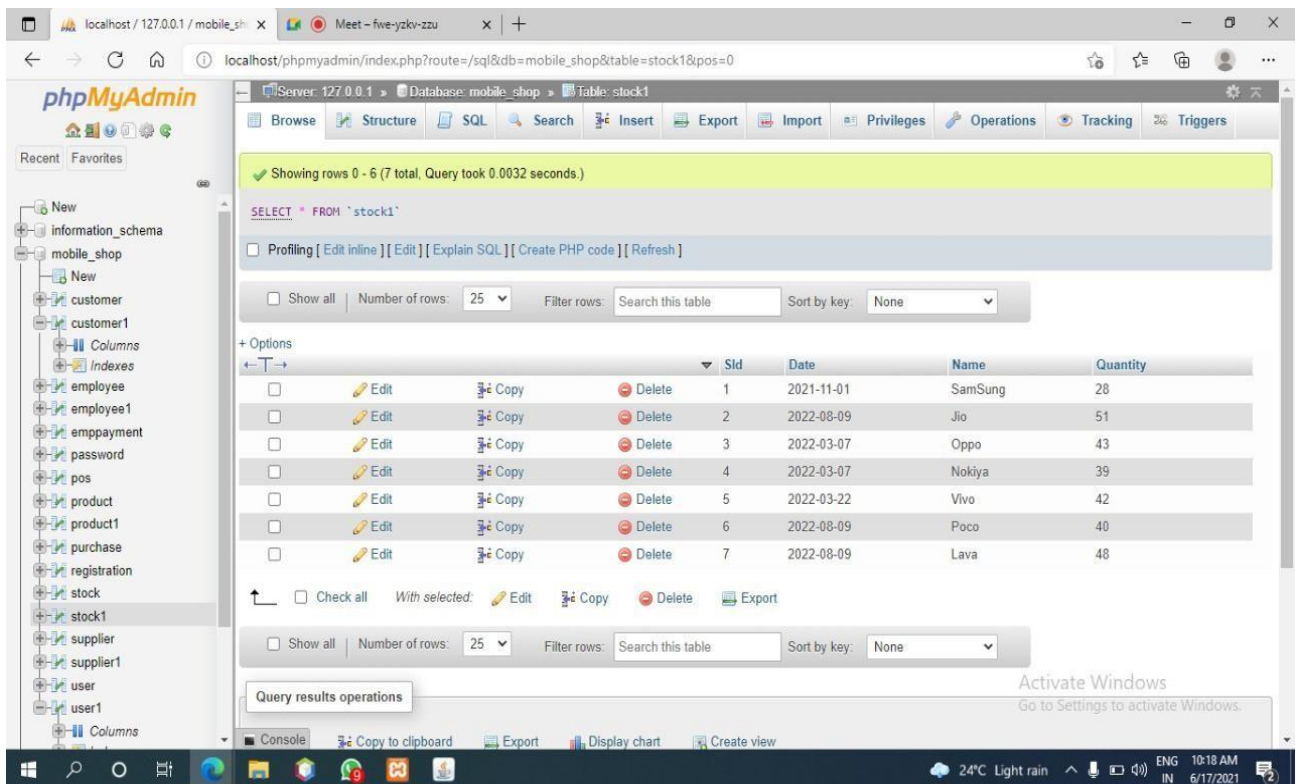 localhost / 127.0.0.1 / mobile_sh
Meet – fwe-yzkv-zzu
localhost/phpmyadmin/index.php?route=/sql&db=mobile_shop&table=stock1&pos=0
phpMyAdmin
Recent Favorites
New
information_schema
mobile_shop
New
customer
customer1
Columns
Indexes
employee
employee1
emppayment
password
pos
product
product1
purchase
registration
stock
stock1
supplier
supplier1
user
user1
Columns
Server: 127.0.0.1 » Database: mobile_shop » Table: stock1
Browse Structure SQL Search Insert Export Import Privileges Operations Tracking Triggers
Showing rows 0 - 6 (7 total, Query took 0.0032 seconds.)
SELECT * FROM `stock1`
Profiling [ Edit inline ] [ Edit ] [ Explain SQL ] [ Create PHP code ] [ Refresh ]
Show all | Number of rows: 25 Filter rows: Search this table Sort by key: None
+ Options
←T→ SId Date Name Quantity
Edit Copy Delete 1 2021-11-01 SamSung 28
Edit Copy Delete 2 2022-08-09 Jio 51
Edit Copy Delete 3 2022-03-07 Oppo 43
Edit Copy Delete 4 2022-03-07 Nokiya 39
Edit Copy Delete 5 2022-03-22 Vivo 42
Edit Copy Delete 6 2022-08-09 Poco 40
Edit Copy Delete 7 2022-08-09 Lava 48
Check all With selected: Edit Copy Delete Export
Show all | Number of rows: 25 Filter rows: Search this table Sort by key: None
Activate Windows
Go to Settings to activate Windows.
Query results operations
Console Copy to clipboard Export Display chart Create view
24°C Light rain ENG 10:18 AM
IN 6/17/2021